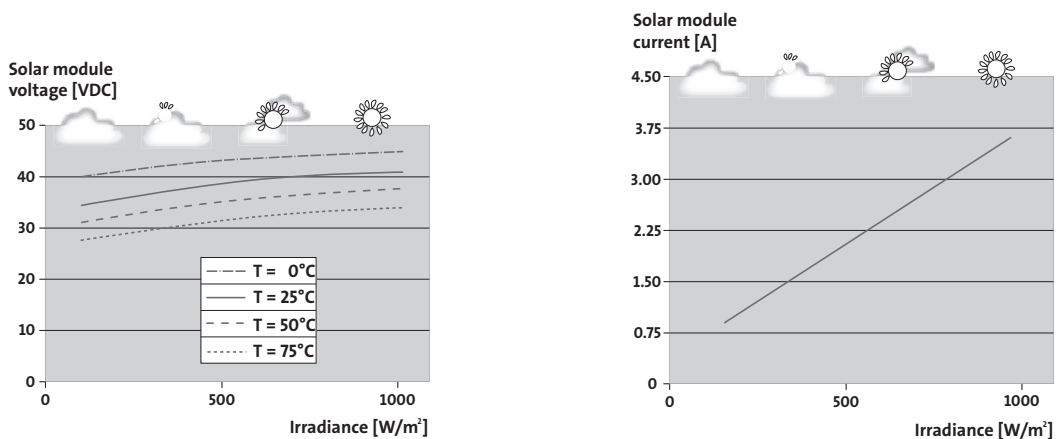 Solar module
voltage [VDC]
50
40
30
20
10
0
T = 0°C
T = 25°C
T = 50°C
T = 75°C
0
500
1000
Irradiance [W/m²]
Solar module
current [A]
4.50
3.75
3.00
2.25
1.50
0.75
0
0
500
1000
Irradiance [W/m²]